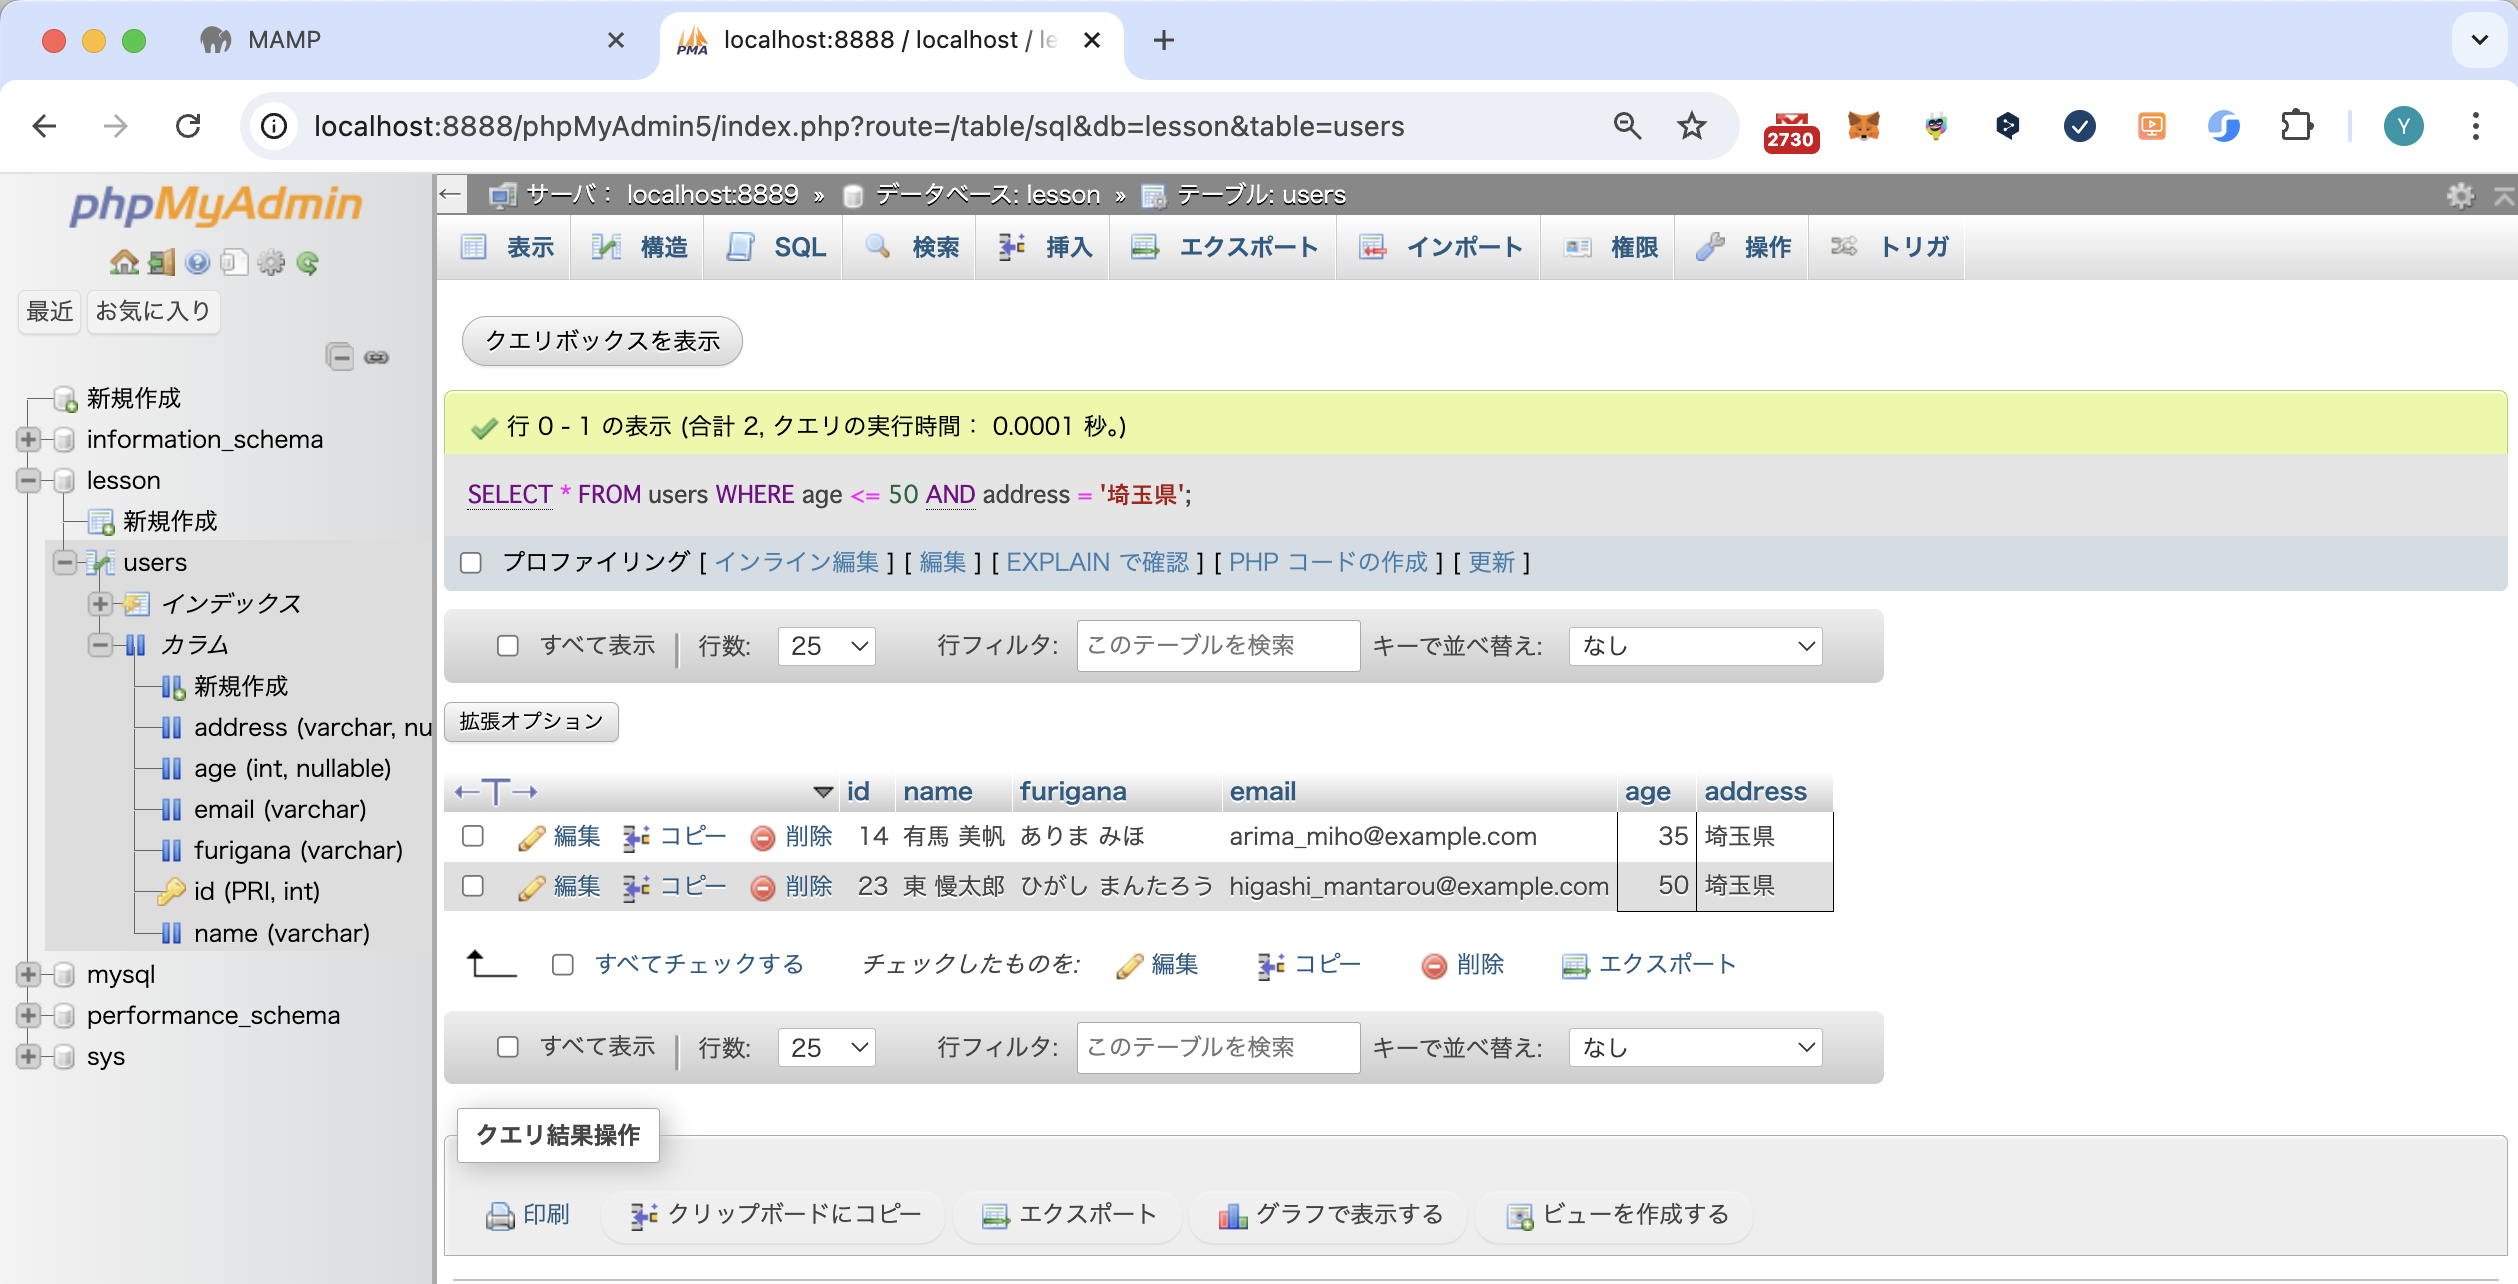 MAMP
localhost:8888 / localhost / le
localhost:8888/phpMyAdmin5/index.php?route=/table/sql&db=lesson&table=users
2730
Y
phpMyAdmin
最近 お気に入り
新規作成
information_schema
lesson
新規作成
users
インデックス
カラム
新規作成
address (varchar, nu
age (int, nullable)
email (varchar)
furigana (varchar)
id (PRI, int)
name (varchar)
mysql
performance_schema
sys
サーバ： localhost:8889 » データベース: lesson » テーブル: users
表示 構造 SQL 検索 挿入 エクスポート インポート 権限 操作 トリガ
クエリボックスを表示
行 0 - 1 の表示 (合計 2, クエリの実行時間： 0.0001 秒。)
SELECT * FROM users WHERE age <= 50 AND address = '埼玉県';
プロファイリング [ インライン編集 ] [ 編集 ] [ EXPLAIN で確認 ] [ PHP コードの作成 ] [ 更新 ]
すべて表示 | 行数: 25 行フィルタ: このテーブルを検索 キーで並べ替え: なし
拡張オプション
←T→ id name furigana email age address
編集 コピー 削除 14 有馬 美帆 ありま みほ arima_miho@example.com 35 埼玉県
編集 コピー 削除 23 東 慢太郎 ひがし まんたろう higashi_mantarou@example.com 50 埼玉県
すべてチェックする チェックしたものを: 編集 コピー 削除 エクスポート
すべて表示 | 行数: 25 行フィルタ: このテーブルを検索 キーで並べ替え: なし
クエリ結果操作
印刷 クリップボードにコピー エクスポート グラフで表示する ビューを作成する